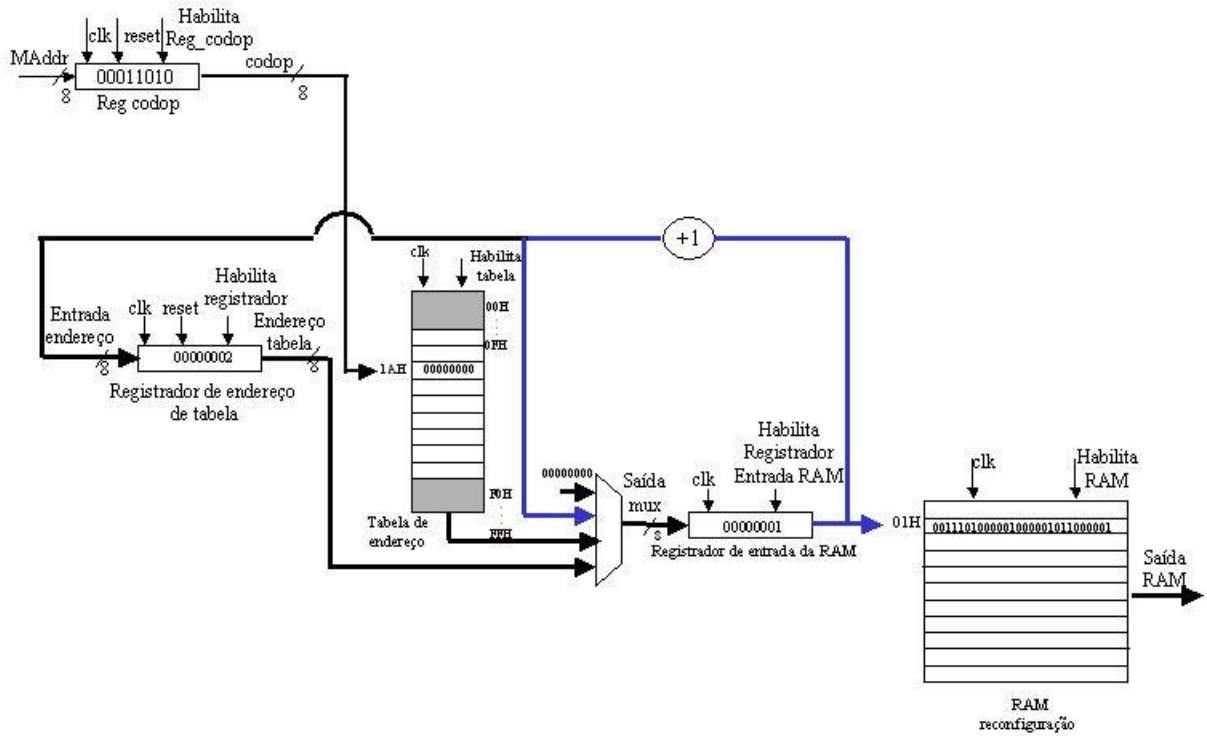 Habilita
clk reset Reg_codop
MAddr
00011010
8
Reg codop
codop
8
+1
clk
Habilita
tabela
00H
0FH
1AH
00000000
F0H
FFH
Tabela de
endereço
Habilita
registrador
clk reset
Entrada
endereço
8
00000002
Endereço
tabela
8
Registrador de endereço
de tabela
00000000
Saída
mux
8
Habilita
Registrador
Entrada RAM
clk
00000001
Registrador de entrada da RAM
01H
clk
Habilita
RAM
Saída
RAM
RAM
reconfiguração